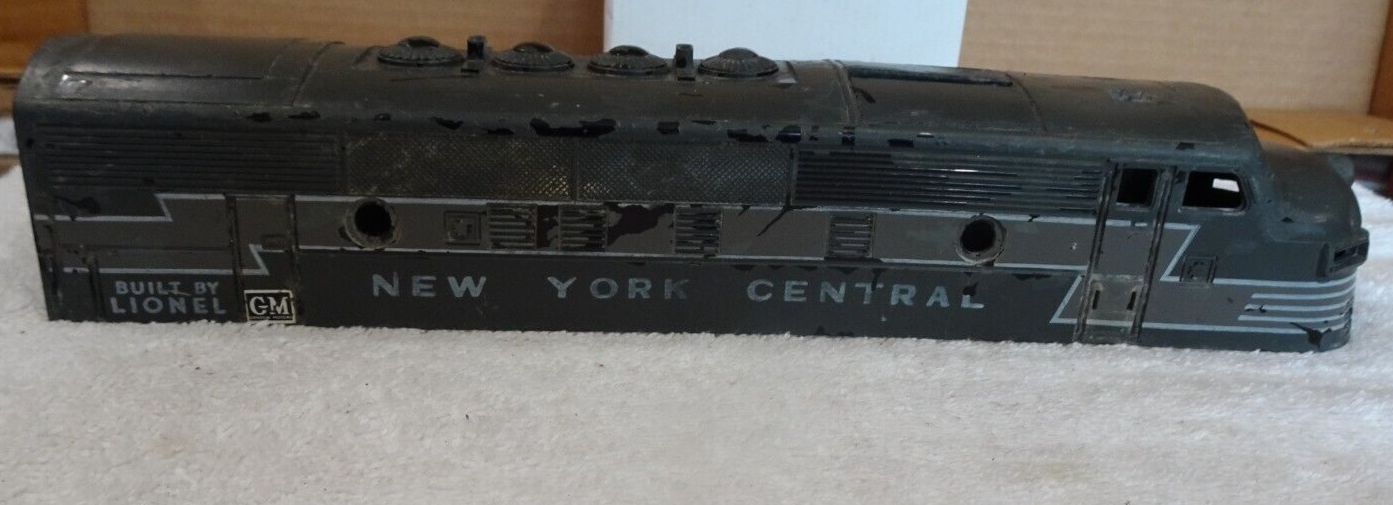 BUILT BY
LIONEL
GM
NEW YORK CENTRAL